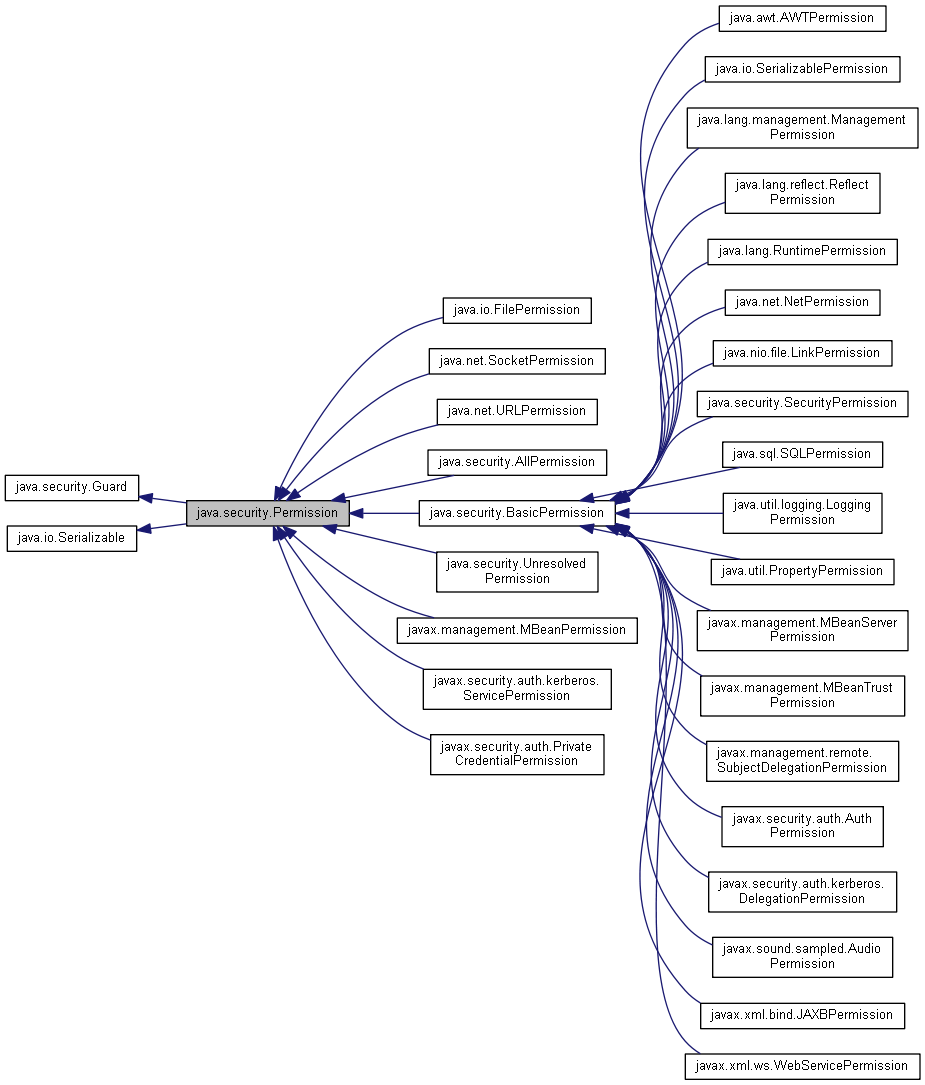 java.security.Guard
java.io.Serializable
java.security.Permission
java.io.FilePermission
java.net.SocketPermission
java.net.URLPermission
java.security.AllPermission
java.security.BasicPermission
java.security.Unresolved
Permission
javax.management.MBeanPermission
javax.security.auth.kerberos.
ServicePermission
javax.security.auth.Private
CredentialPermission
java.awt.AWTPermission
java.io.SerializablePermission
java.lang.management.Management
Permission
java.lang.reflect.Reflect
Permission
java.lang.RuntimePermission
java.net.NetPermission
java.nio.file.LinkPermission
java.security.SecurityPermission
java.sql.SQLPermission
java.util.logging.Logging
Permission
java.util.PropertyPermission
javax.management.MBeanServer
Permission
javax.management.MBeanTrust
Permission
javax.management.remote.
SubjectDelegationPermission
javax.security.auth.Auth
Permission
javax.security.auth.kerberos.
DelegationPermission
javax.sound.sampled.Audio
Permission
javax.xml.bind.JAXBPermission
javax.xml.ws.WebServicePermission